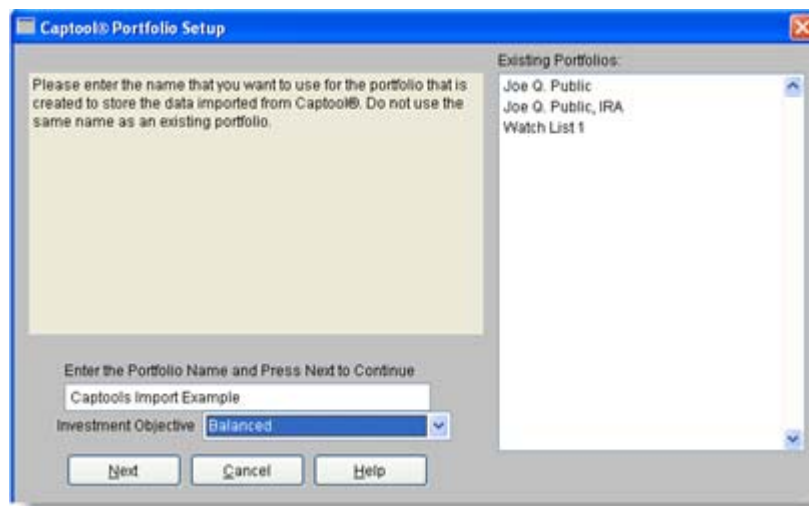 Captool® Portfolio Setup
Please enter the name that you want to use for the portfolio that is
created to store the data imported from Captool®. Do not use the
same name as an existing portfolio.
Existing Portfolios:
Joe Q. Public
Joe Q. Public, IRA
Watch List 1
Enter the Portfolio Name and Press Next to Continue
Captools Import Example
Investment Objective Balanced
Next Cancel Help